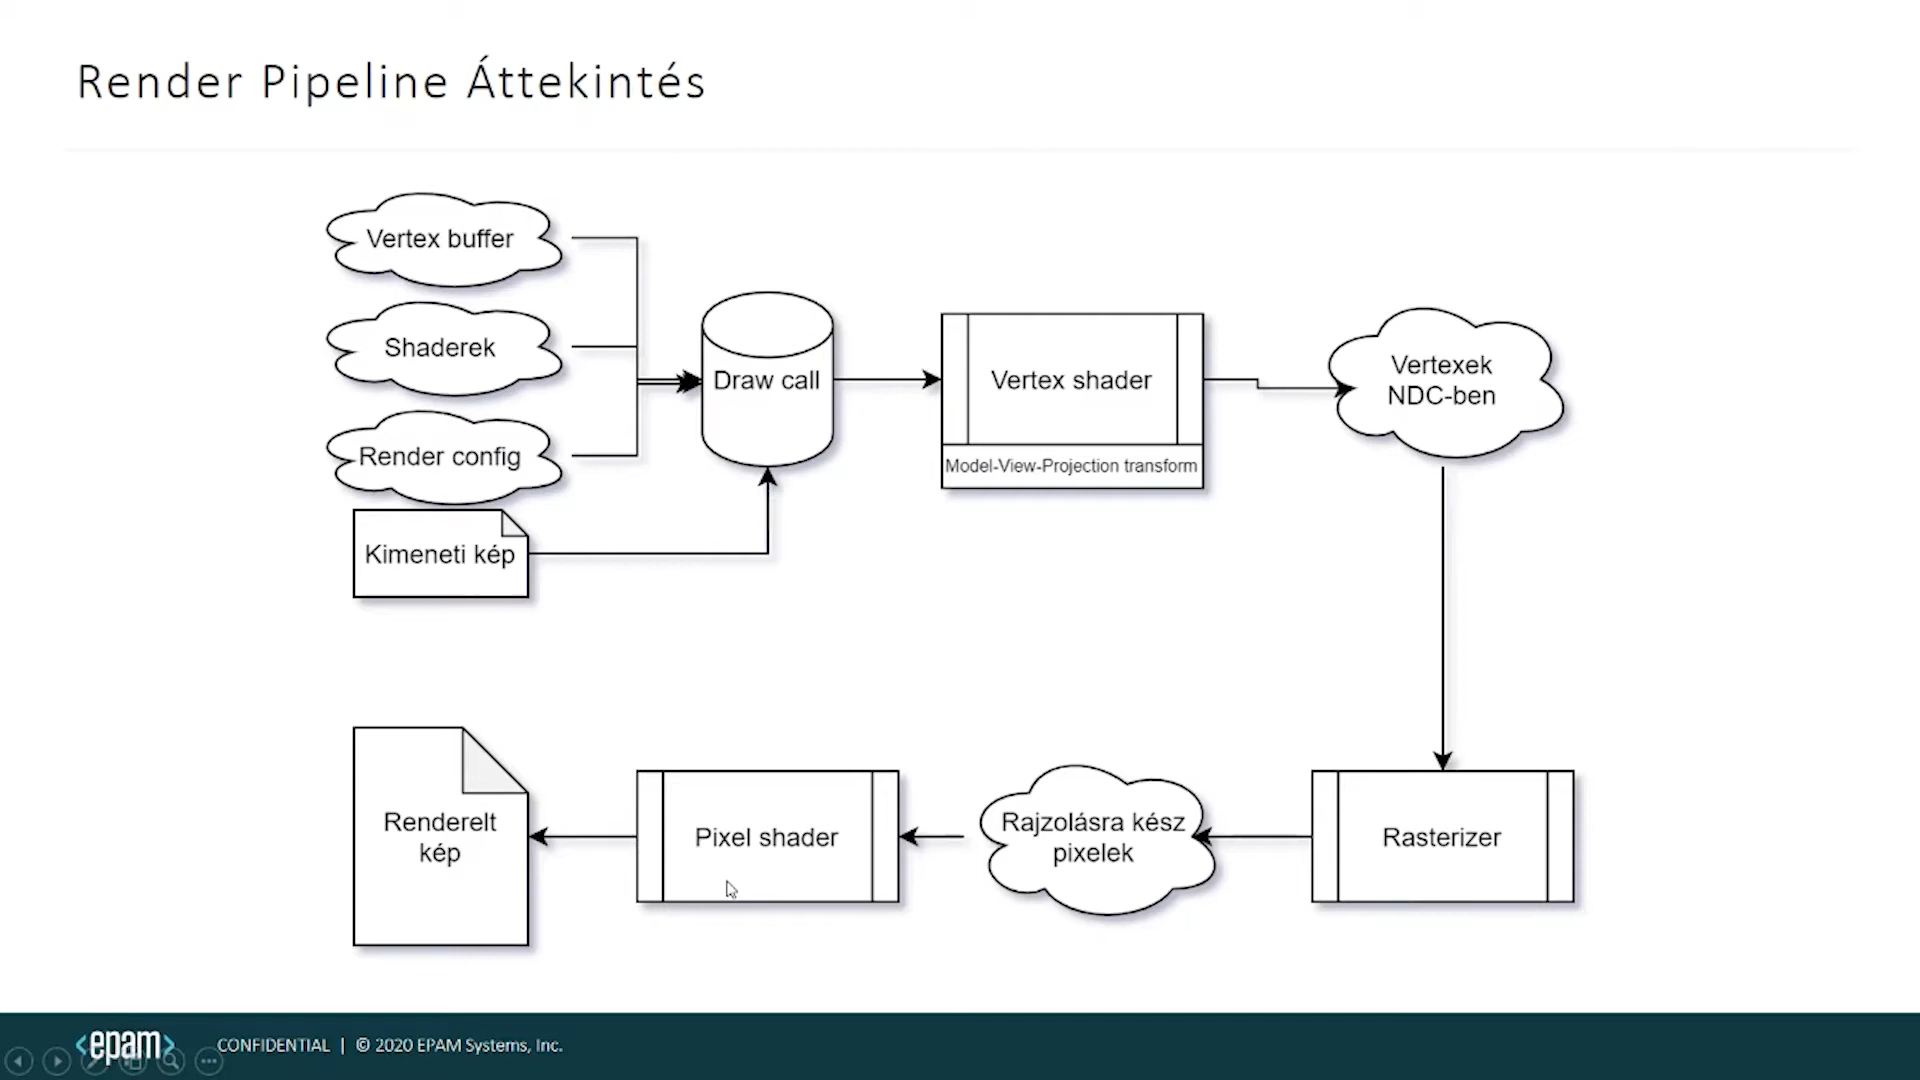 Render Pipeline Áttekintés
Vertex buffer
Shaderek
Render config
Kimeneti kép
Draw call
Vertex shader
Model-View-Projection transform
Vertexek
NDC-ben
Rasterizer
Rajzolásra kész
pixelek
Pixel shader
Renderelt
kép
<epam>
CONFIDENTIAL | © 2020 EPAM Systems, Inc.